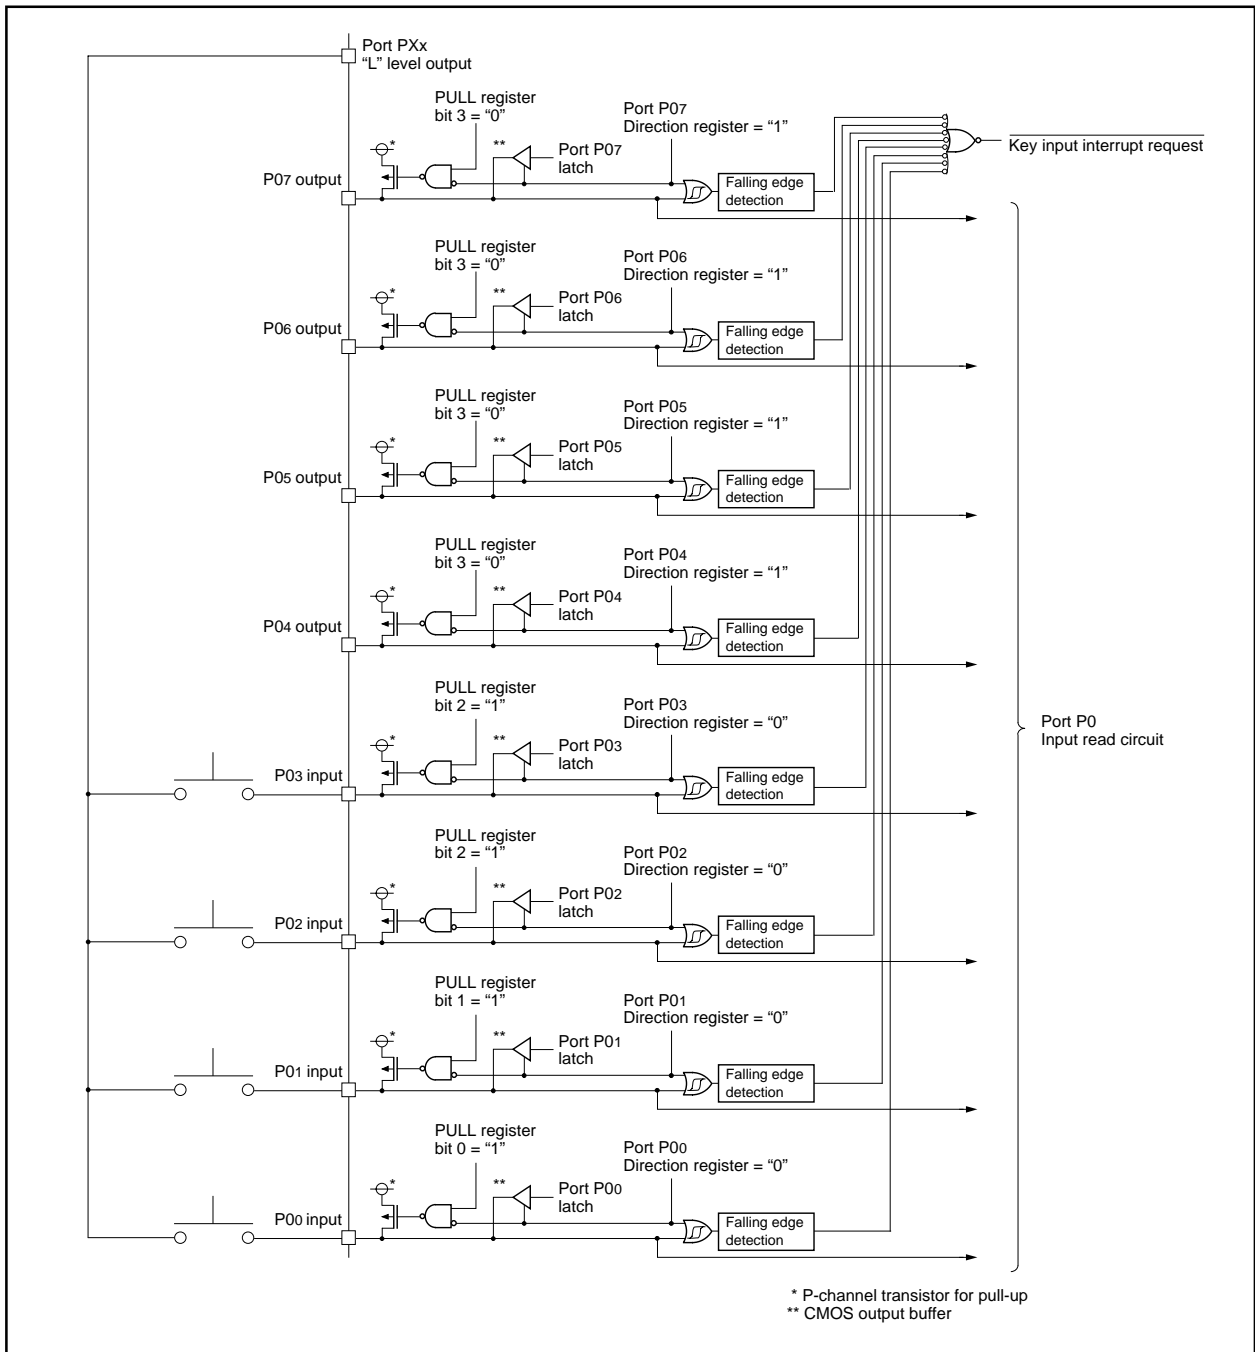 Port PXx
“L” level output
PULL register
bit 3 = “0”
Port P07
Direction register = “1”
*
**
Port P07
latch
P07 output
Falling edge
detection
Key input interrupt request
PULL register
bit 3 = “0”
Port P06
Direction register = “1”
*
**
Port P06
latch
P06 output
Falling edge
detection
PULL register
bit 3 = “0”
Port P05
Direction register = “1”
*
**
Port P05
latch
P05 output
Falling edge
detection
PULL register
bit 3 = “0”
Port P04
Direction register = “1”
*
**
Port P04
latch
P04 output
Falling edge
detection
PULL register
bit 2 = “1”
Port P03
Direction register = “0”
*
**
Port P03
latch
P03 input
Falling edge
detection
Port P0
Input read circuit
PULL register
bit 2 = “1”
Port P02
Direction register = “0”
*
**
Port P02
latch
P02 input
Falling edge
detection
PULL register
bit 1 = “1”
Port P01
Direction register = “0”
*
**
Port P01
latch
P01 input
Falling edge
detection
PULL register
bit 0 = “1”
Port P00
Direction register = “0”
*
**
Port P00
latch
P00 input
Falling edge
detection
* P-channel transistor for pull-up
** CMOS output buffer